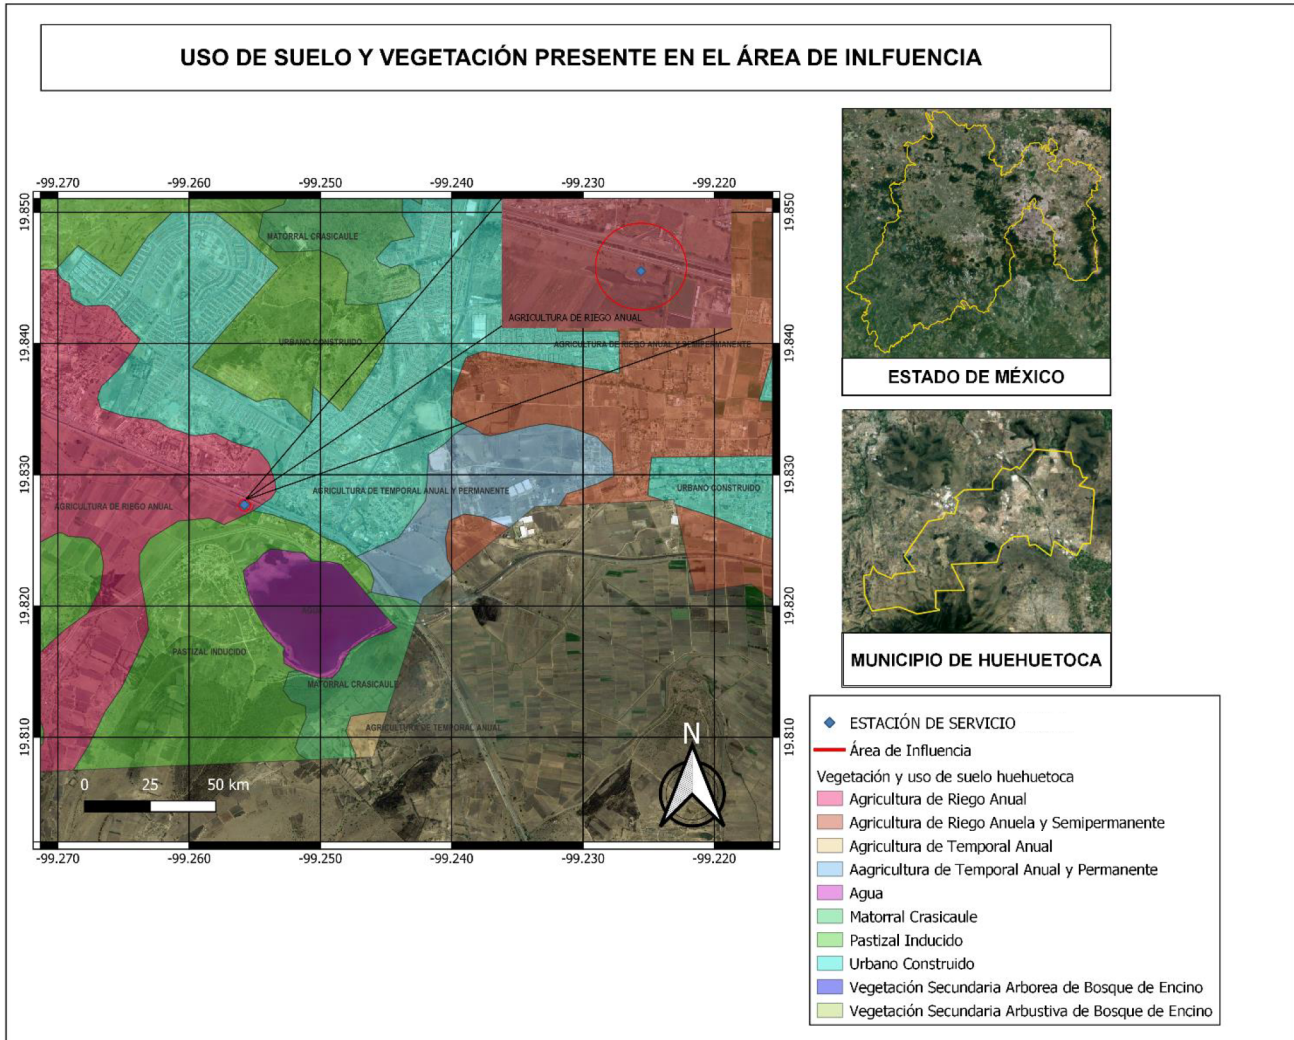 USO DE SUELO Y VEGETACIÓN PRESENTE EN EL ÁREA DE INLFUENCIA
-99.270 -99.260 -99.250 -99.240 -99.230 -99.220
19.850 19.850
MATORRAL CRASICAULE
AGRICULTURA DE RIEGO ANUAL
19.840 19.840
URBANO CONSTRUIDO
AGRICULTURA DE RIEGO ANUAL Y SEMIPERMANENTE
19.830 19.830
AGRICULTURA DE TEMPORAL ANUAL Y PERMANENTE
URBANO CONSTRUIDO
AGRICULTURA DE RIEGO ANUAL
19.820 19.820
AGUA
PASTIZAL INDUCIDO
MATORRAL CRASICAULE
AGRICULTURA DE TEMPORAL ANUAL
19.810 19.810
N
0 25 50 km
-99.270 -99.260 -99.250 -99.240 -99.230 -99.220
ESTADO DE MÉXICO
MUNICIPIO DE HUEHUETOCA
ESTACIÓN DE SERVICIO
Área de Influencia
Vegetación y uso de suelo huehuetoca
Agricultura de Riego Anual
Agricultura de Riego Anuela y Semipermanente
Agricultura de Temporal Anual
Aagricultura de Temporal Anual y Permanente
Agua
Matorral Crasicaule
Pastizal Inducido
Urbano Construido
Vegetación Secundaria Arborea de Bosque de Encino
Vegetación Secundaria Arbustiva de Bosque de Encino